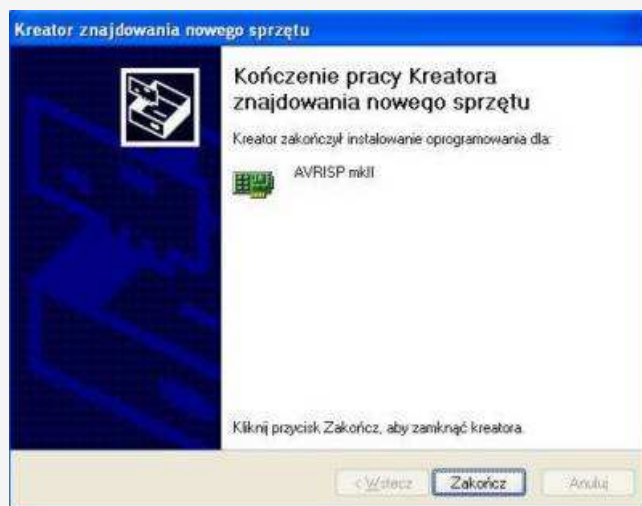 Kreator znajdowania nowego sprzętu
Kończenie pracy Kreatora
znajdowania nowego sprzętu
Kreator zakończył instalowanie oprogramowania dla:
AVRISP mkII
Kliknij przycisk Zakończ, aby zamknąć kreatora.
< Wstecz
Zakończ
Anuluj